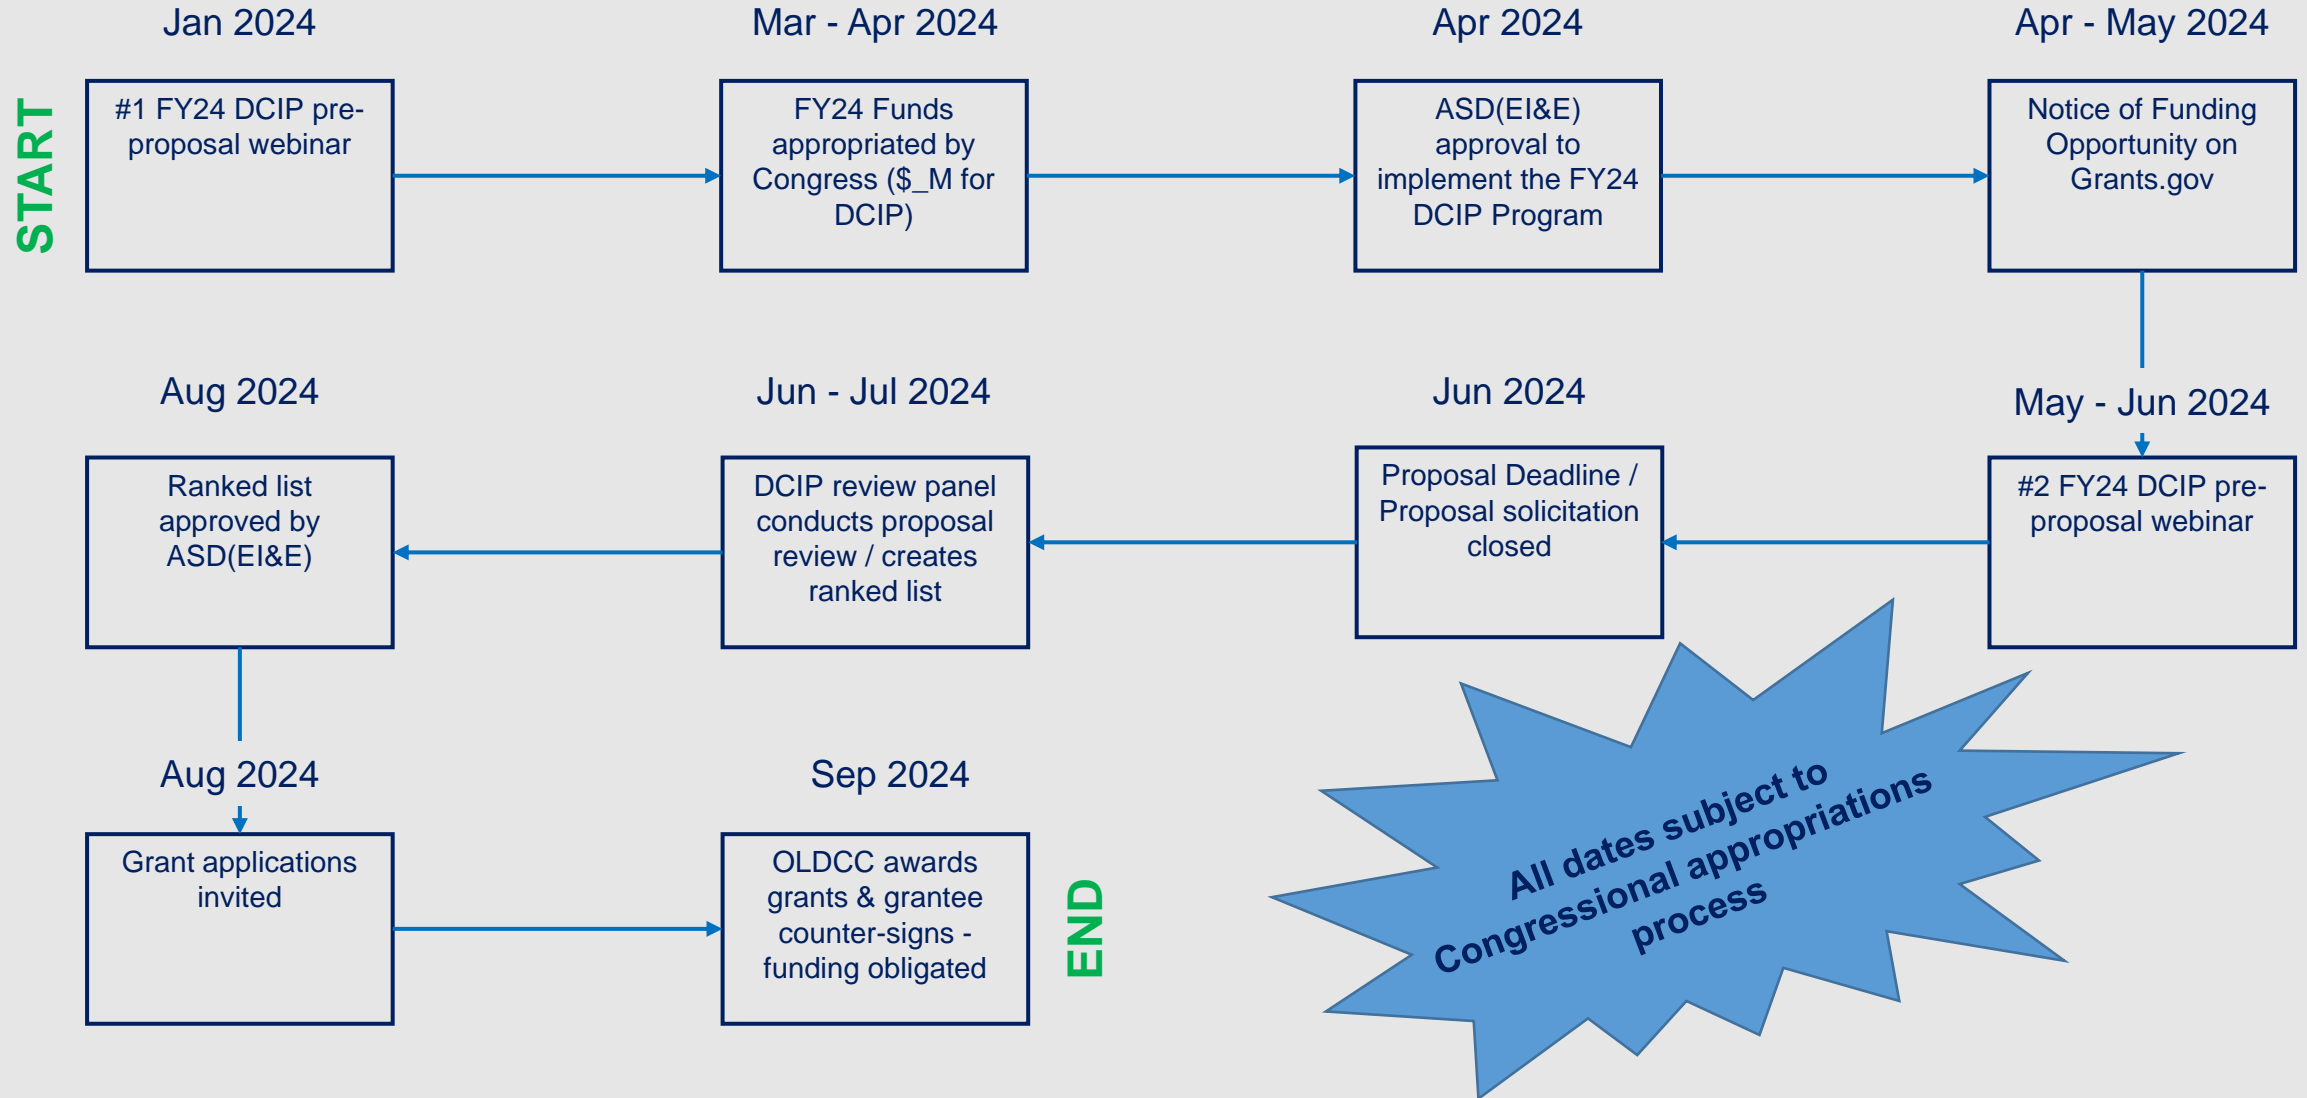 START
Jan 2024
#1 FY24 DCIP pre-
proposal webinar
Mar - Apr 2024
FY24 Funds
appropriated by
Congress ($_M for
DCIP)
Apr 2024
ASD(EI&E)
approval to
implement the FY24
DCIP Program
Apr - May 2024
Notice of Funding
Opportunity on
Grants.gov
May - Jun 2024
#2 FY24 DCIP pre-
proposal webinar
Jun 2024
Proposal Deadline /
Proposal solicitation
closed
Jun - Jul 2024
DCIP review panel
conducts proposal
review / creates
ranked list
Aug 2024
Ranked list
approved by
ASD(EI&E)
Aug 2024
Grant applications
invited
Sep 2024
OLDCC awards
grants & grantee
counter-signs -
funding obligated
END
All dates subject to
Congressional appropriations
process